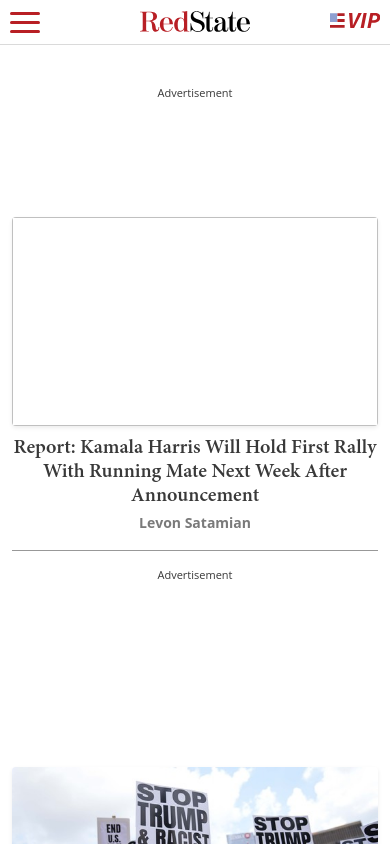 RedState
VIP
Advertisement
Report: Kamala Harris Will Hold First Rally
With Running Mate Next Week After
Announcement
Levon Satamian
Advertisement
STOP
TRUMP
& RACIST
END
U.S.
STOP
TRUMP